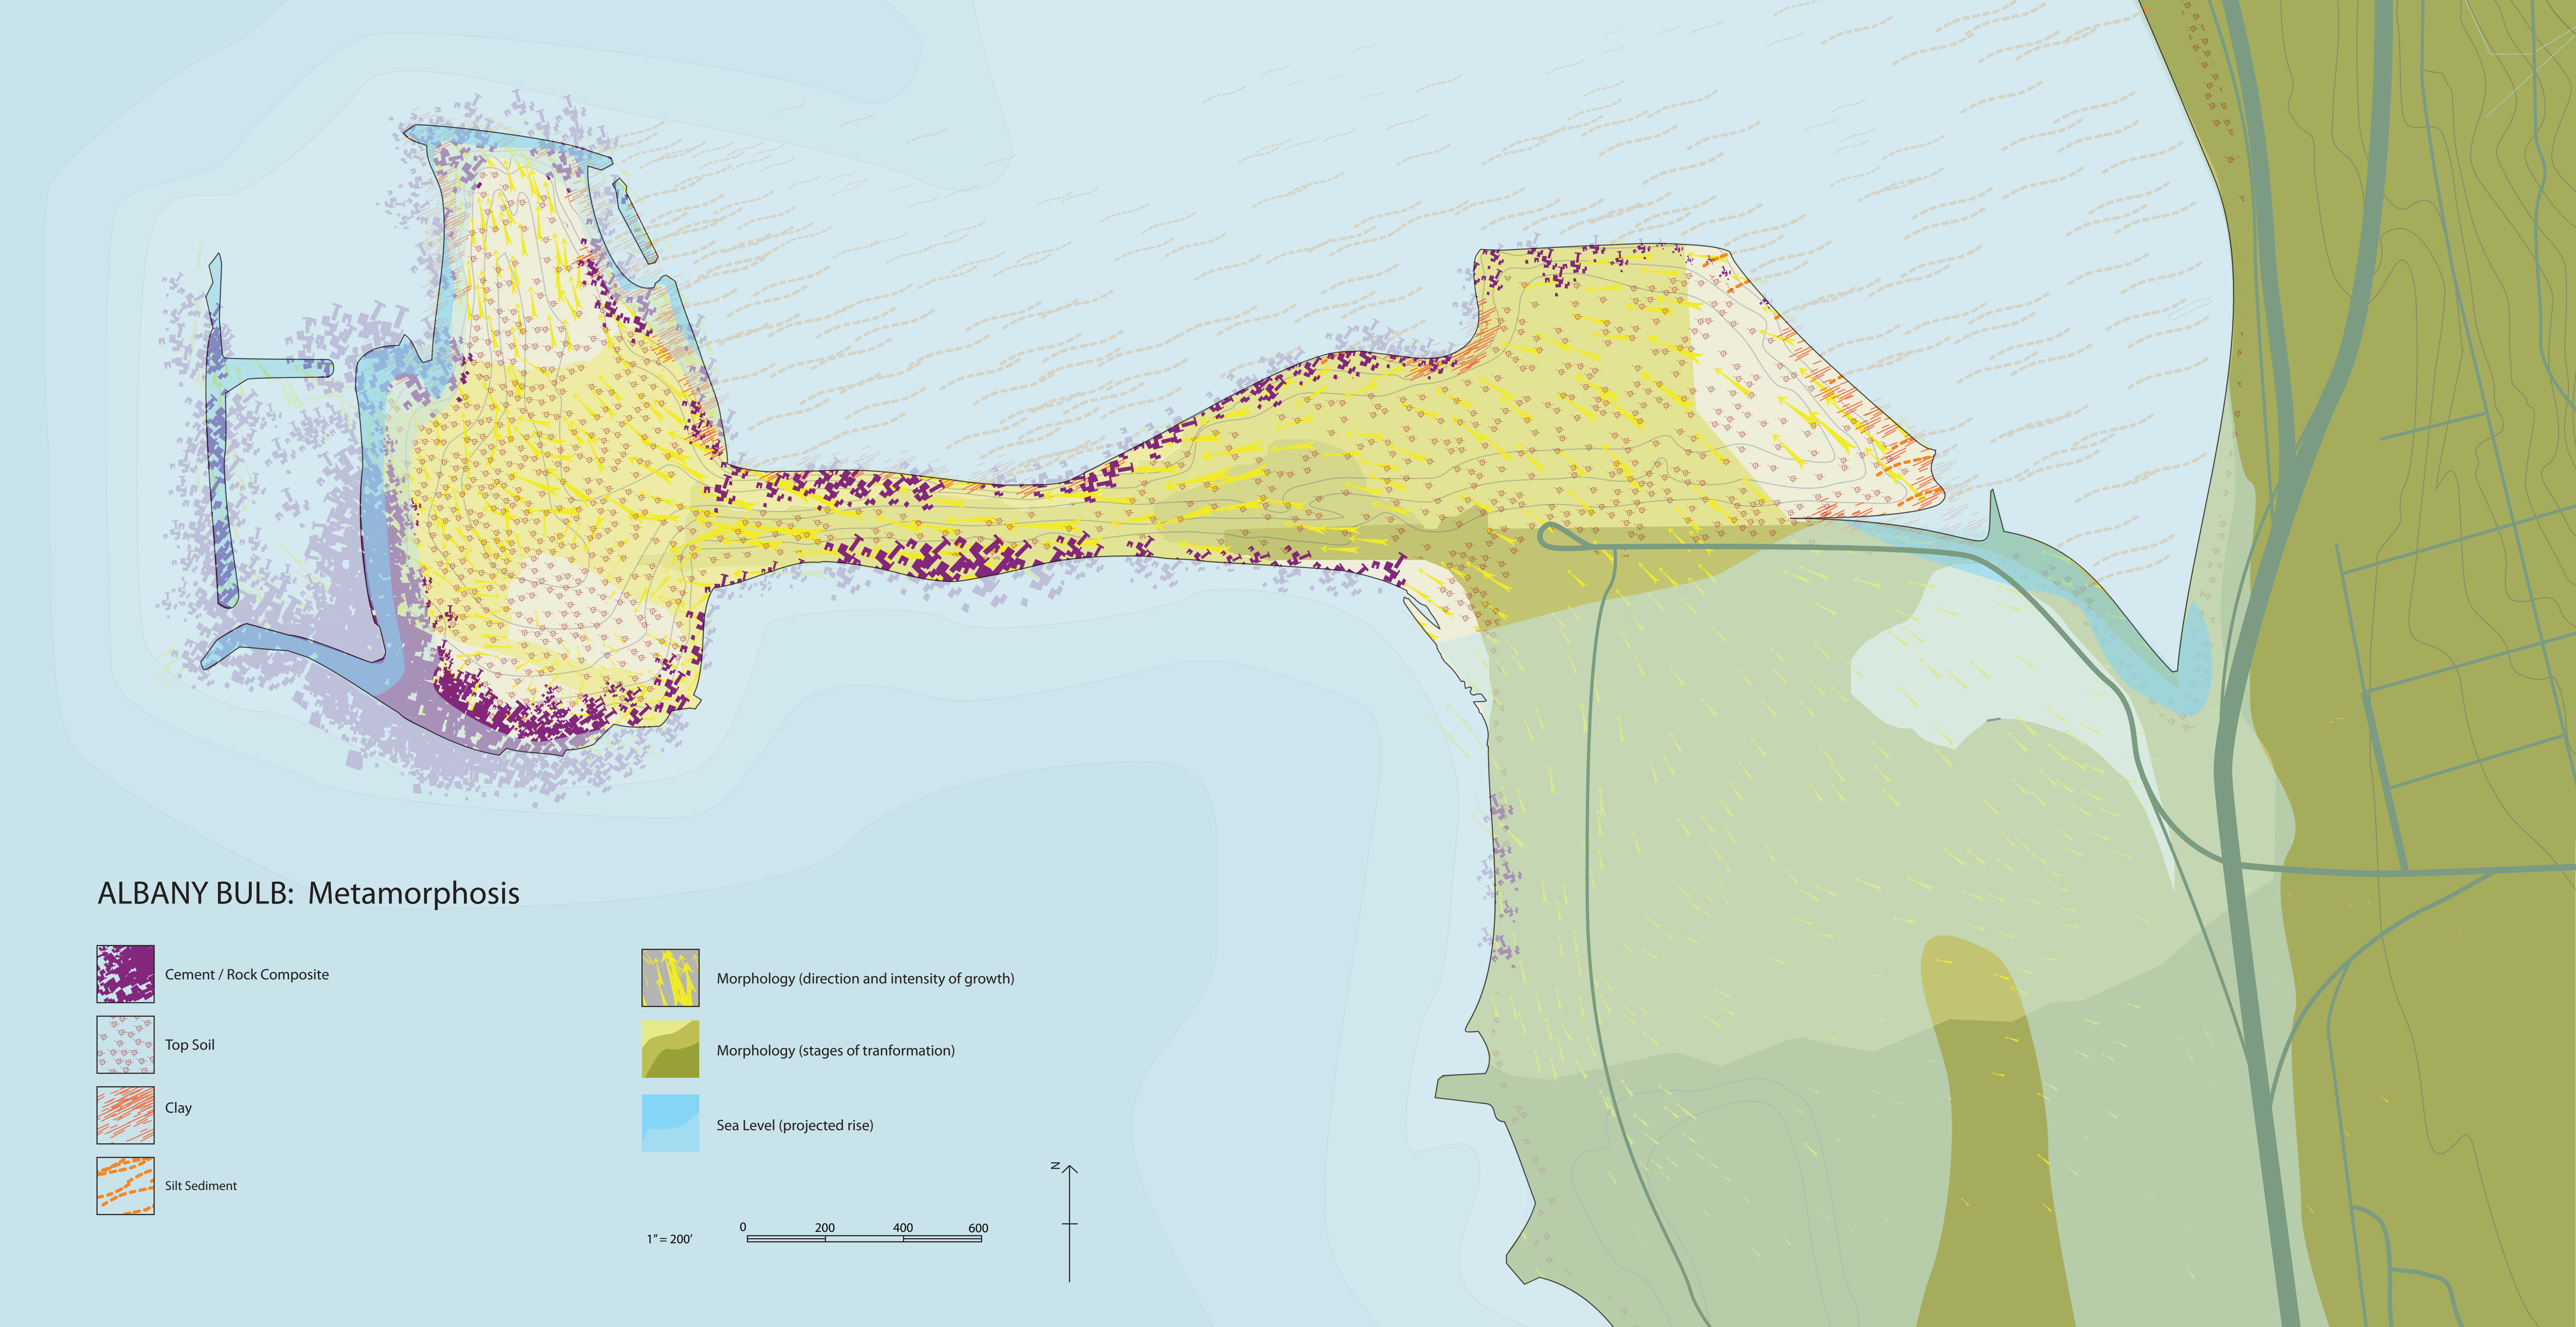 ALBANY BULB: Metamorphosis
Cement / Rock Composite
Top Soil
Clay
Silt Sediment
Morphology (direction and intensity of growth)
Morphology (stages of tranformation)
Sea Level (projected rise)
1" = 200'
0 200 400 600
N